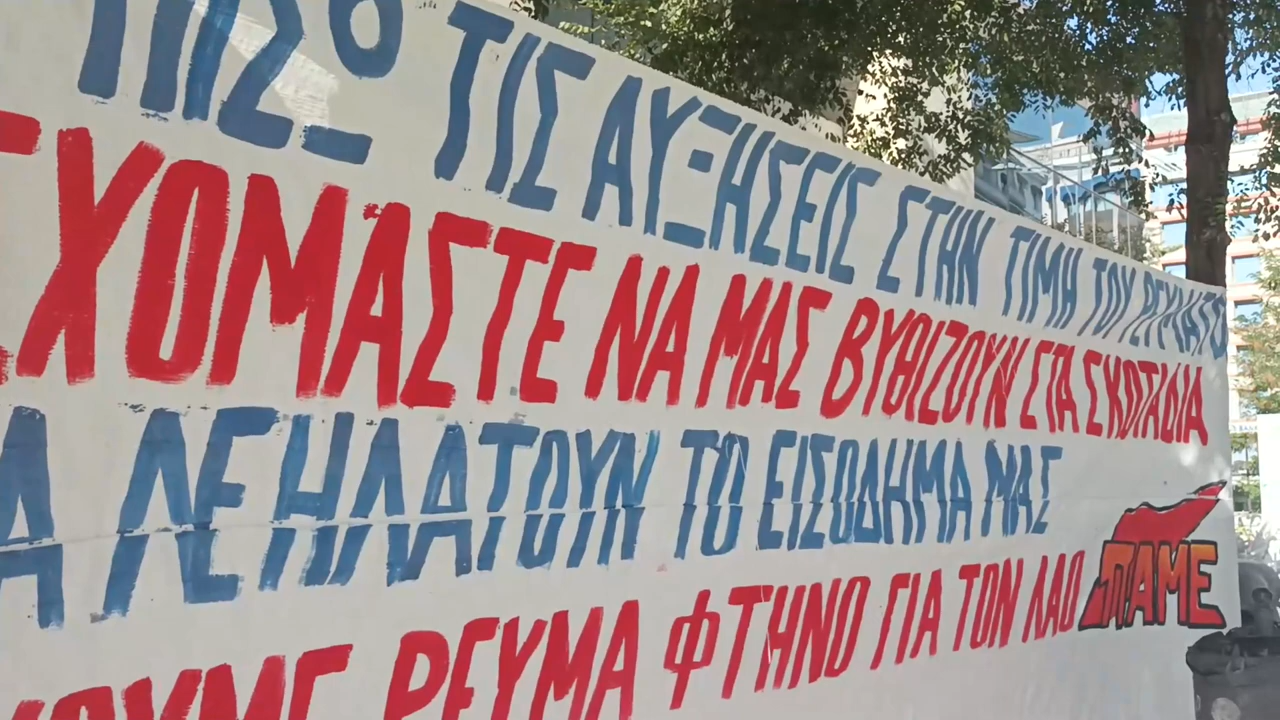 ΠΙΣΩ ΤΙΣ ΑΥΞΗΣΕΙΣ ΣΤΗΝ ΤΙΜΗ ΤΟΥ ΡΕΥΜΑΤΟ
ΧΟΜΑΣΤΕ ΝΑ ΜΑΣ ΒΥΘΙΖΟΥΝ ΣΤΑ ΣΚΟΤΑΔΙΑ
Α ΛΕΗΛΑΤΟΥΝ ΤΟ ΕΙΣΟΔΗΜΑ ΜΑΣ
ΡΕΥΜΑ ΦΤΗΝΟ ΓΙΑ ΤΟΝ ΛΑΟ
ΠΑΜΕ